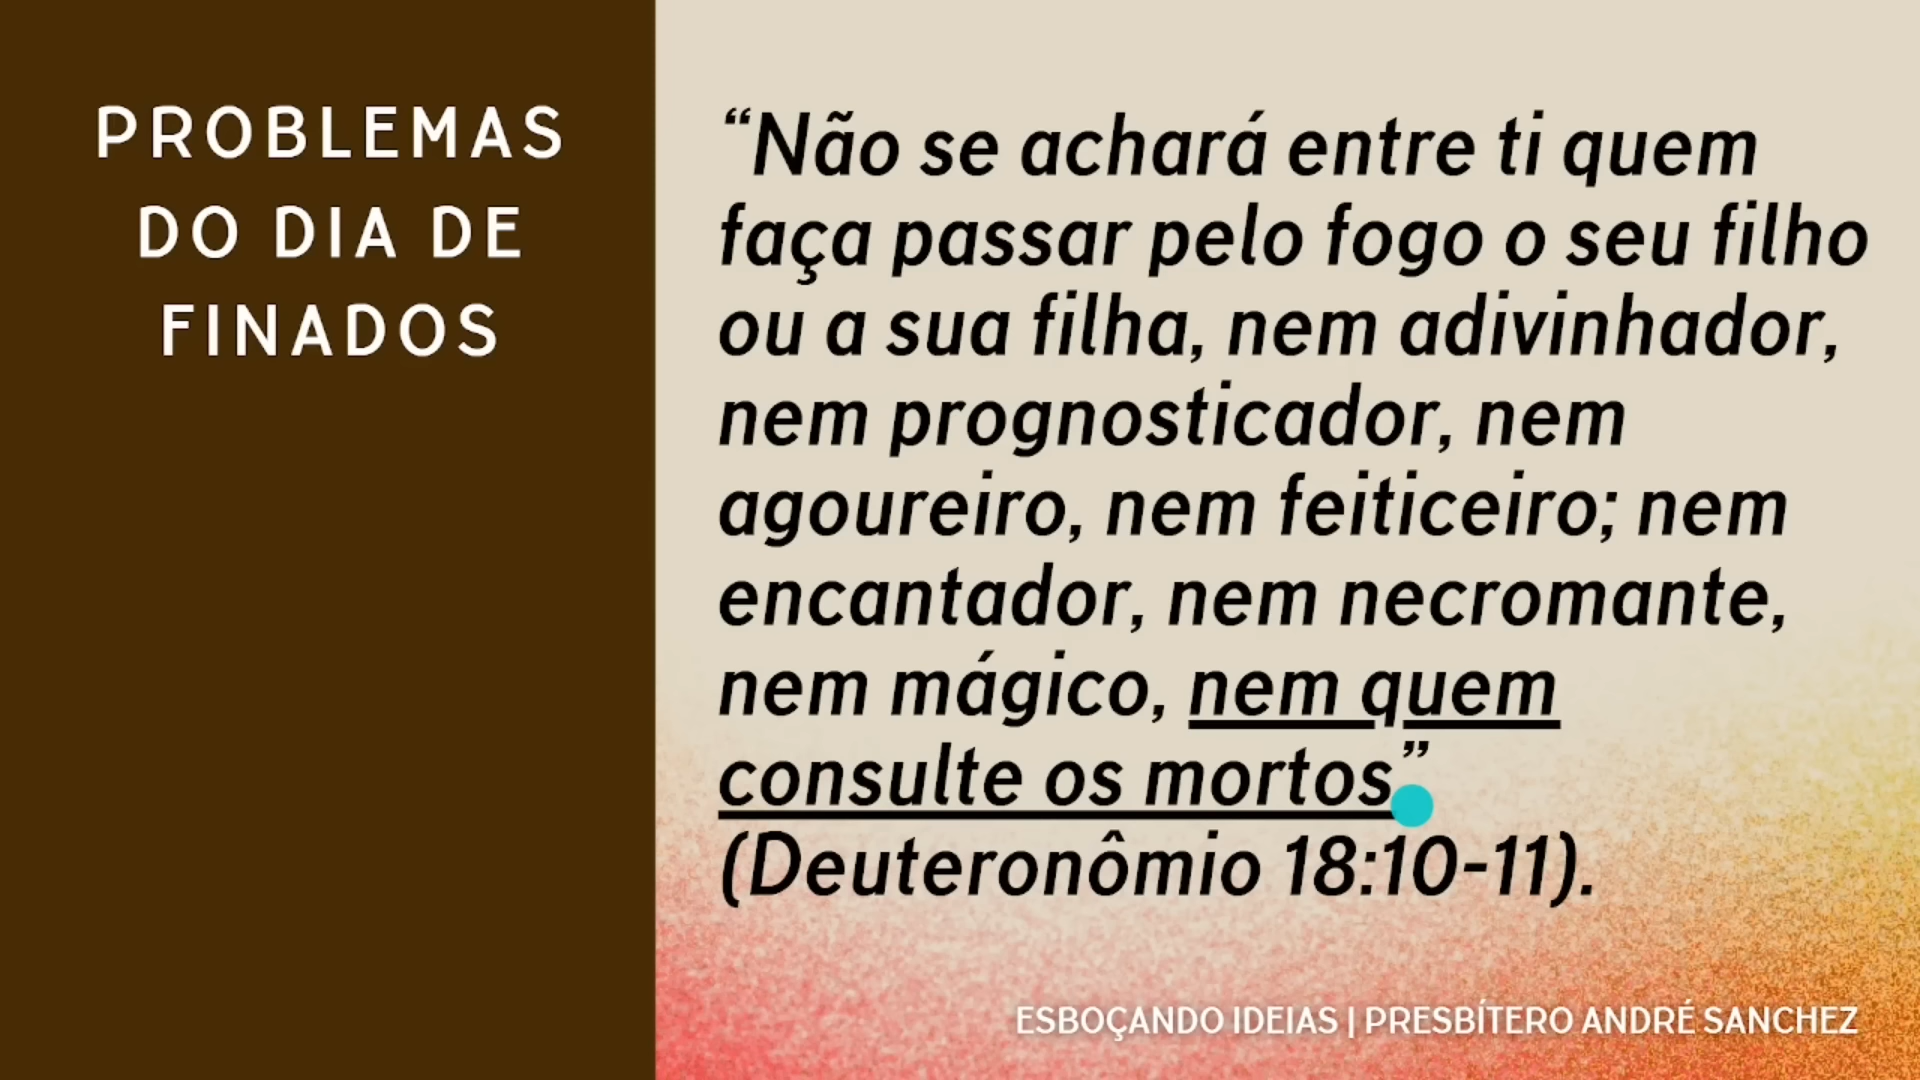 PROBLEMAS
DO DIA DE
FINADOS
“Não se achará entre ti quem
faça passar pelo fogo o seu filho
ou a sua filha, nem adivinhador,
nem prognosticador, nem
agoureiro, nem feiticeiro; nem
encantador, nem necromante,
nem mágico, nem quem
consulte os mortos”
(Deuteronômio 18:10-11).
ESBOÇANDO IDEIAS | PRESBÍTERO ANDRÉ SANCHEZ